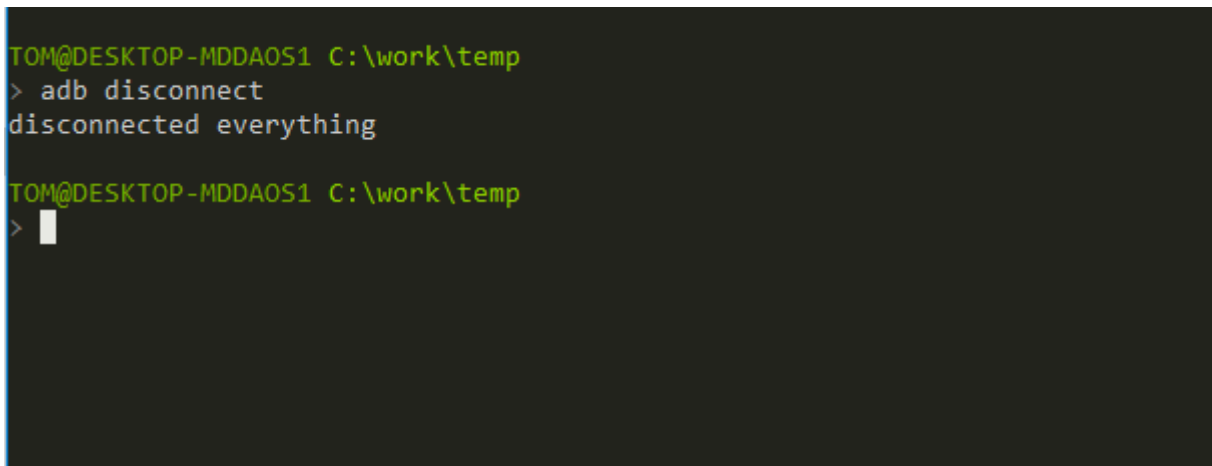 TOM@DESKTOP-MDDAOS1 C:\work\temp
> adb disconnect
disconnected everything
TOM@DESKTOP-MDDAOS1 C:\work\temp
>